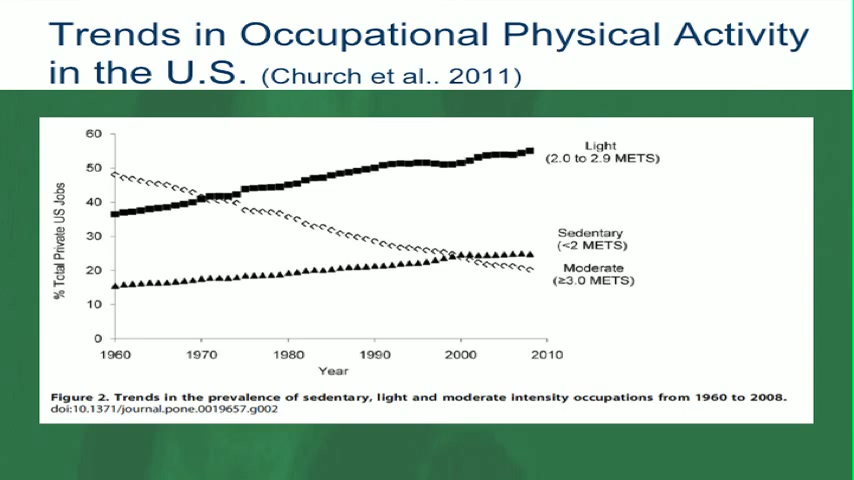 Trends in Occupational Physical Activity
in the U.S. (Church et al.. 2011)
60
50
40
30
20
10
0
% Total Private US Jobs
1960 1970 1980 1990 2000 2010
Year
Light
(2.0 to 2.9 METS)
Sedentary
(<2 METS)
Moderate
(≥3.0 METS)
Figure 2. Trends in the prevalence of sedentary, light and moderate intensity occupations from 1960 to 2008.
doi:10.1371/journal.pone.0019657.g002